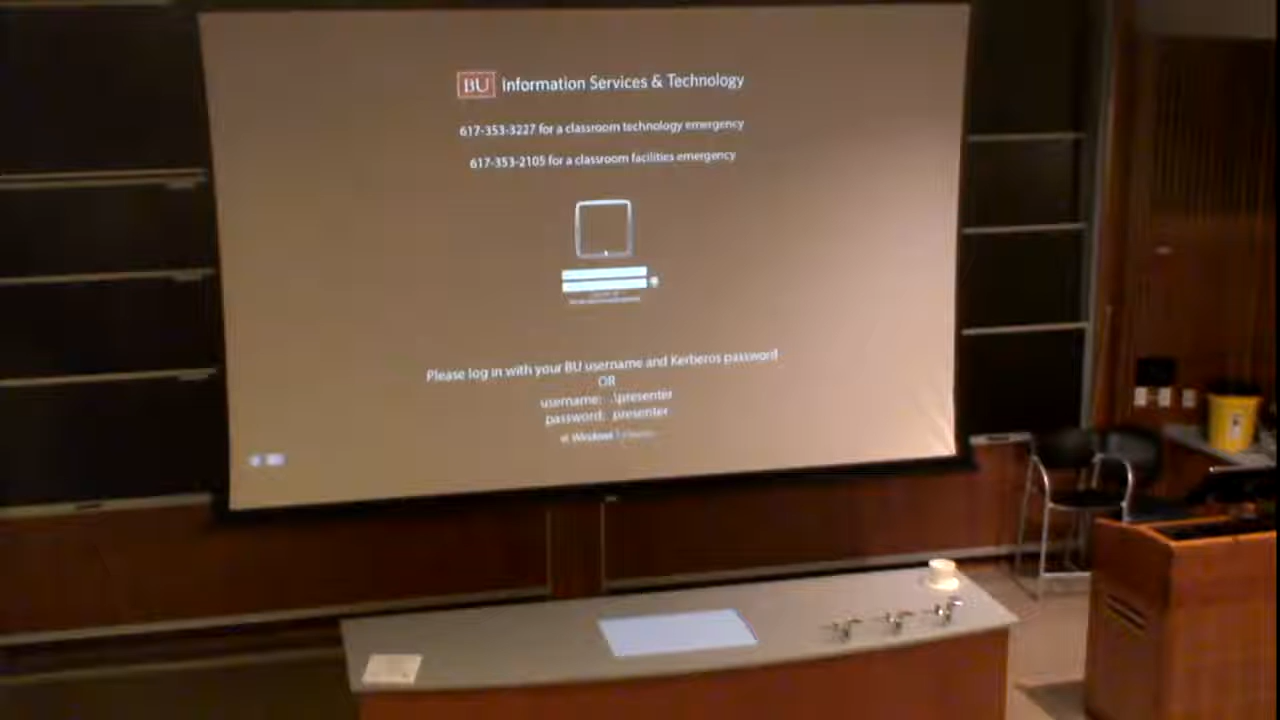 BU Information Services & Technology
617-353-3227 for a classroom technology emergency
617-353-2105 for a classroom facilities emergency
Please log in with your BU username and Kerberos password
OR
username: .\presenter
password: presenter